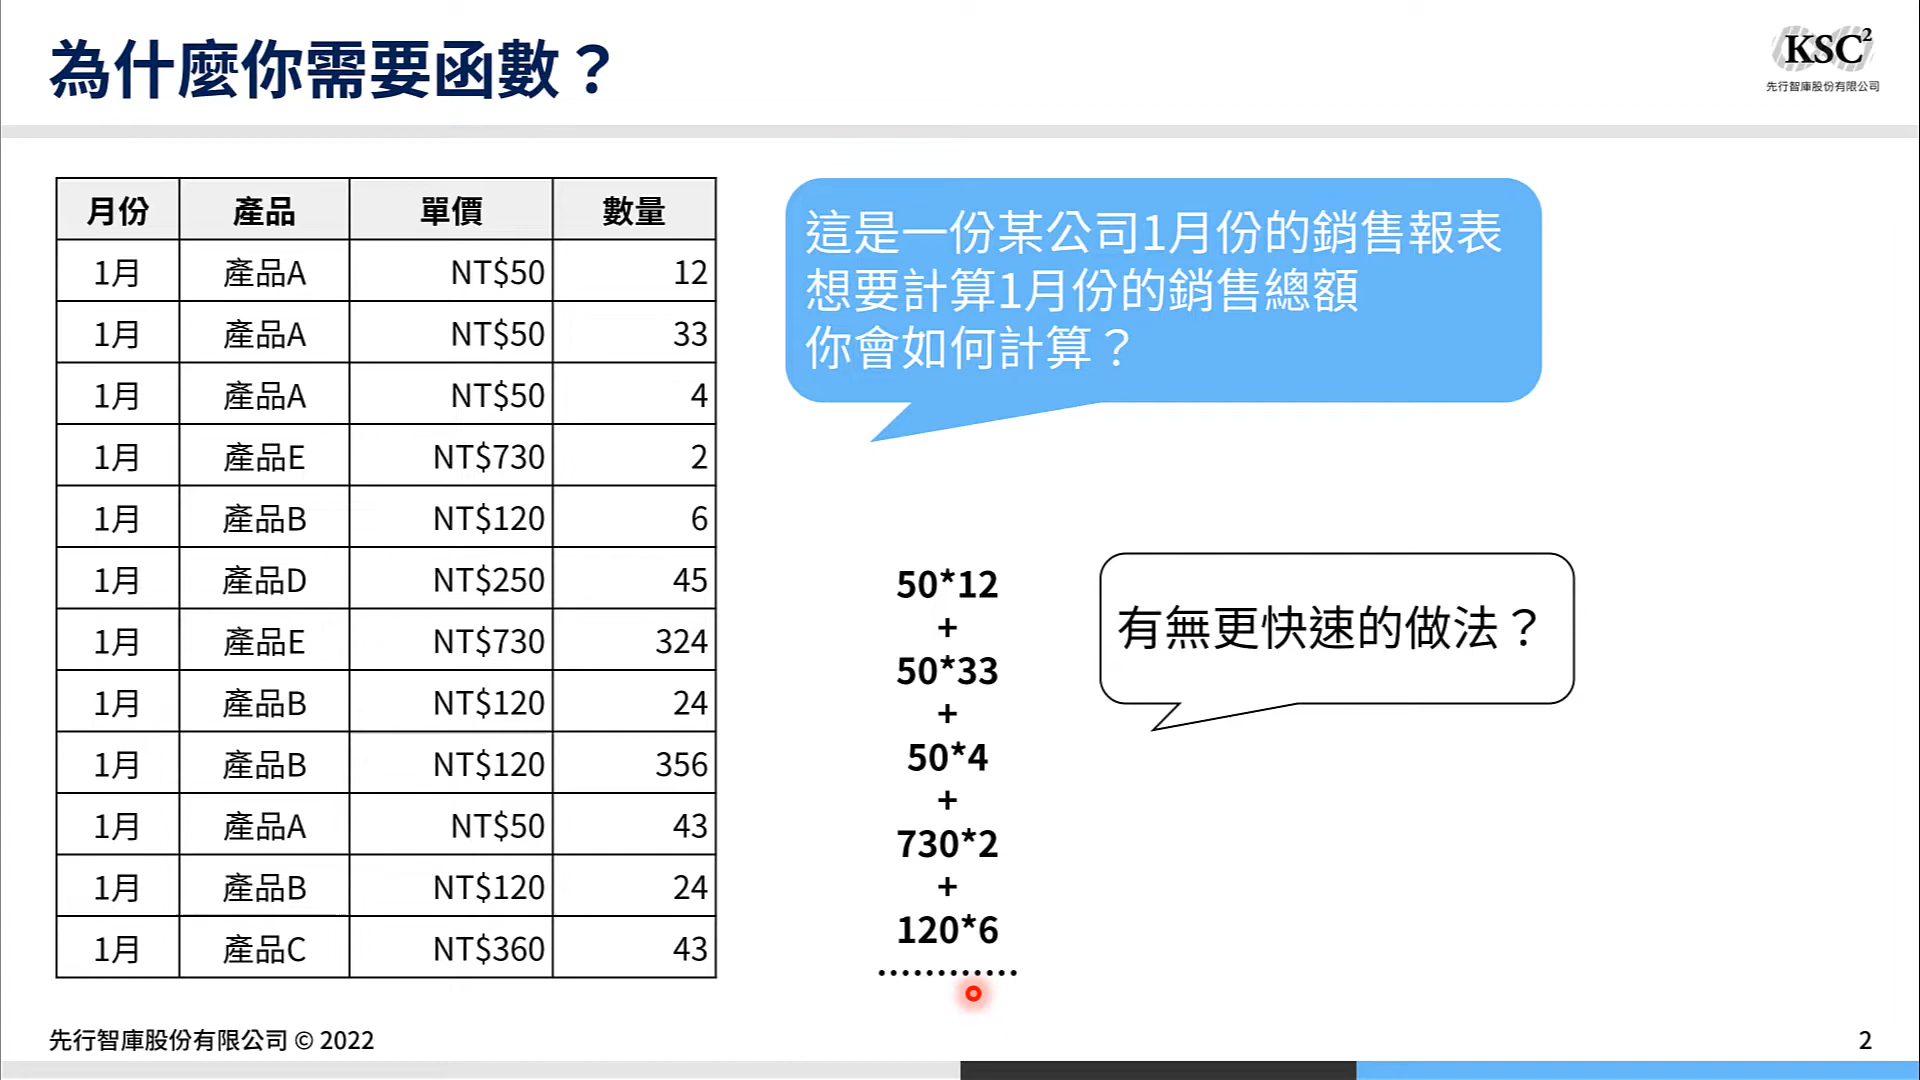 為什麼你需要函數？
KSC²
先行智庫股份有限公司
月份 產品 單價 數量
1月 產品A NT$50 12
1月 產品A NT$50 33
1月 產品A NT$50 4
1月 產品E NT$730 2
1月 產品B NT$120 6
1月 產品D NT$250 45
1月 產品E NT$730 324
1月 產品B NT$120 24
1月 產品B NT$120 356
1月 產品A NT$50 43
1月 產品B NT$120 24
1月 產品C NT$360 43
這是一份某公司1月份的銷售報表
想要計算1月份的銷售總額
你會如何計算？
50*12
+
50*33
+
50*4
+
730*2
+
120*6
............
有無更快速的做法？
先行智庫股份有限公司 © 2022
2